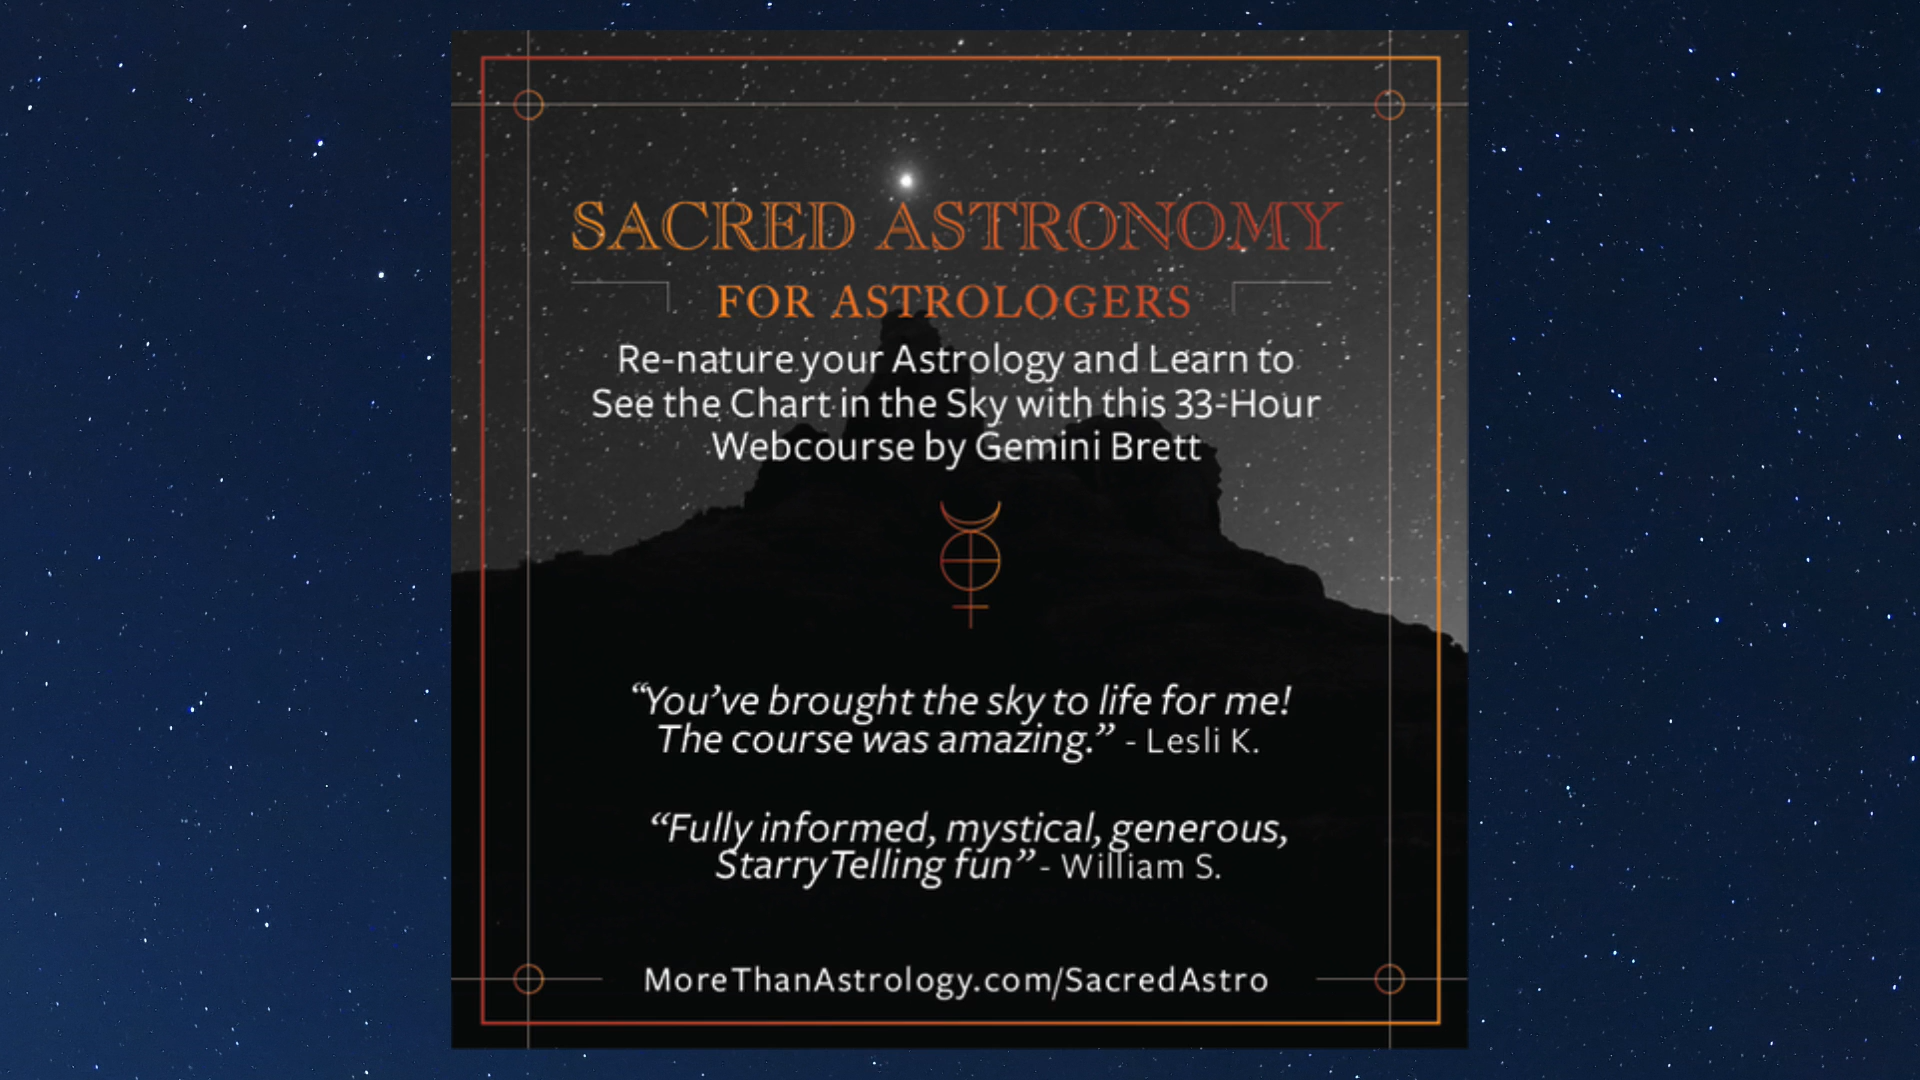 SACRED ASTRONOMY
FOR ASTROLOGERS
Re-nature your Astrology and Learn to
See the Chart in the Sky with this 33-Hour
Webcourse by Gemini Brett
“You’ve brought the sky to life for me!
The course was amazing.” - Lesli K.
“Fully informed, mystical, generous,
StarryTelling fun” - William S.
MoreThanAstrology.com/SacredAstro